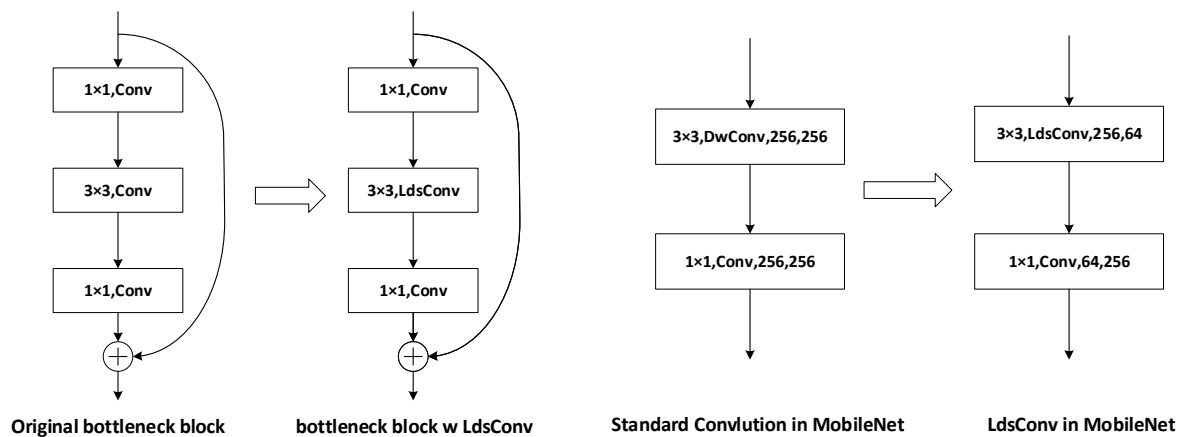 1×1,Conv
3×3,Conv
1×1,Conv
Original bottleneck block
1×1,Conv
3×3,LdsConv
1×1,Conv
bottleneck block w LdsConv
3×3,DwConv,256,256
1×1,Conv,256,256
Standard Convlution in MobileNet
3×3,LdsConv,256,64
1×1,Conv,64,256
LdsConv in MobileNet